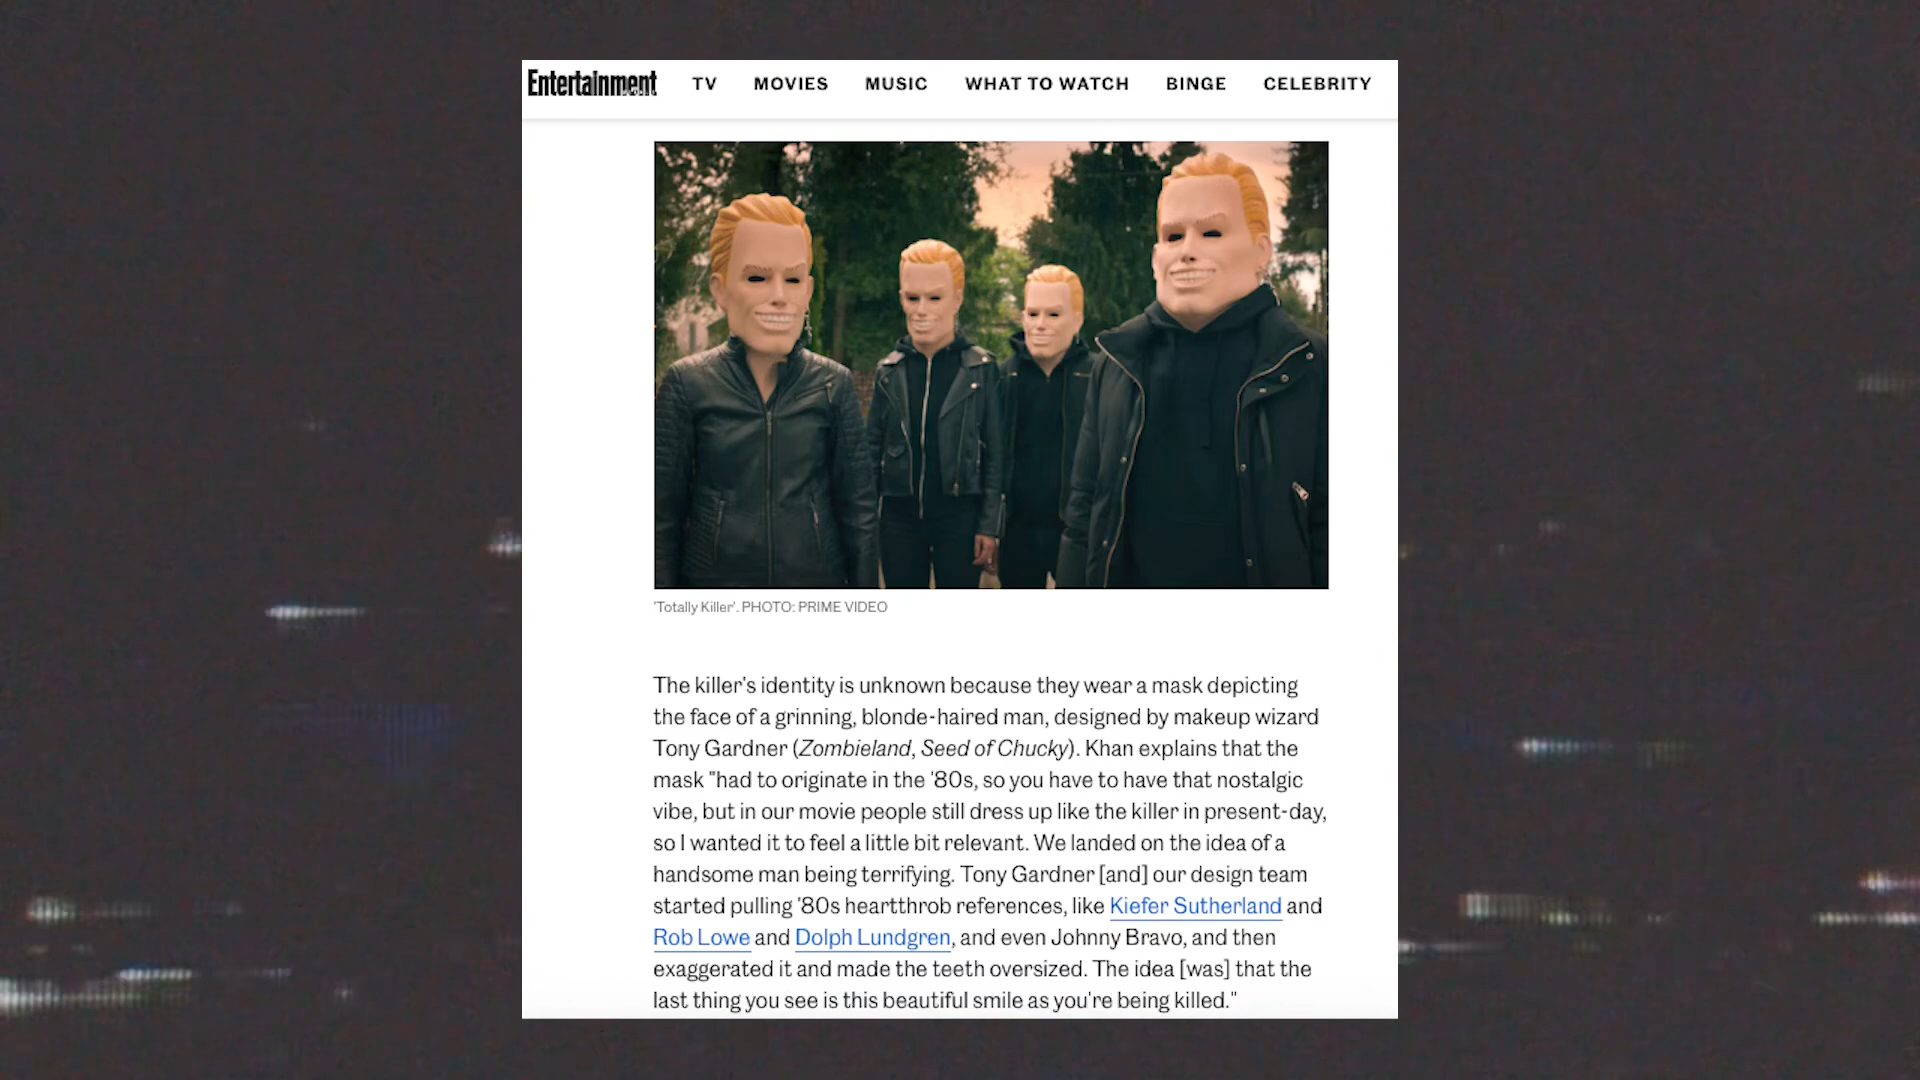 Entertainment
TV MOVIES MUSIC WHAT TO WATCH BINGE CELEBRITY
'Totally Killer'. PHOTO: PRIME VIDEO
The killer's identity is unknown because they wear a mask depicting
the face of a grinning, blonde-haired man, designed by makeup wizard
Tony Gardner (Zombieland, Seed of Chucky). Khan explains that the
mask "had to originate in the '80s, so you have to have that nostalgic
vibe, but in our movie people still dress up like the killer in present-day,
so I wanted it to feel a little bit relevant. We landed on the idea of a
handsome man being terrifying. Tony Gardner [and] our design team
started pulling '80s heartthrob references, like Kiefer Sutherland and
Rob Lowe and Dolph Lundgren, and even Johnny Bravo, and then
exaggerated it and made the teeth oversized. The idea [was] that the
last thing you see is this beautiful smile as you're being killed."